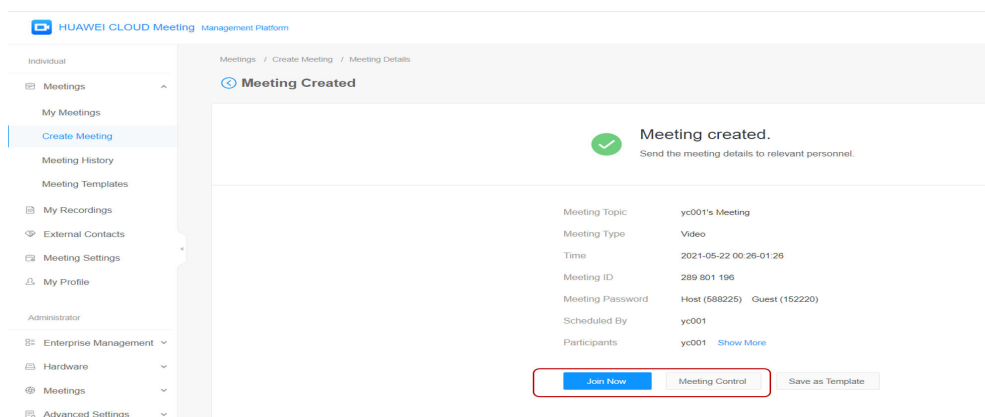 HUAWEI CLOUD Meeting Management Platform
Individual
Meetings
My Meetings
Create Meeting
Meeting History
Meeting Templates
My Recordings
External Contacts
Meeting Settings
My Profile
Administrator
Enterprise Management
Hardware
Meetings
Advanced Settings
Meetings / Create Meeting / Meeting Details
Meeting Created
Meeting created.
Send the meeting details to relevant personnel.
Meeting Topic yc001's Meeting
Meeting Type Video
Time 2021-05-22 00:26-01:26
Meeting ID 289 801 196
Meeting Password Host (588225) Guest (152220)
Scheduled By yc001
Participants yc001 Show More
Join Now Meeting Control Save as Template